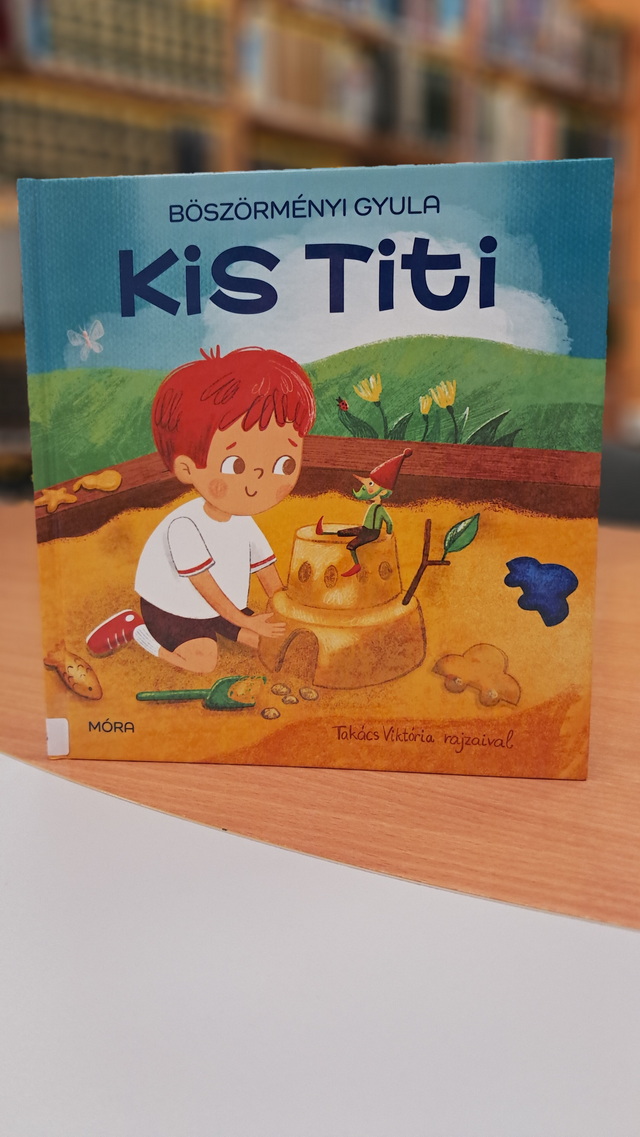 BÖSZÖRMÉNYI GYULA
Kis Titi
MÓRA
Takács Viktória rajzaival